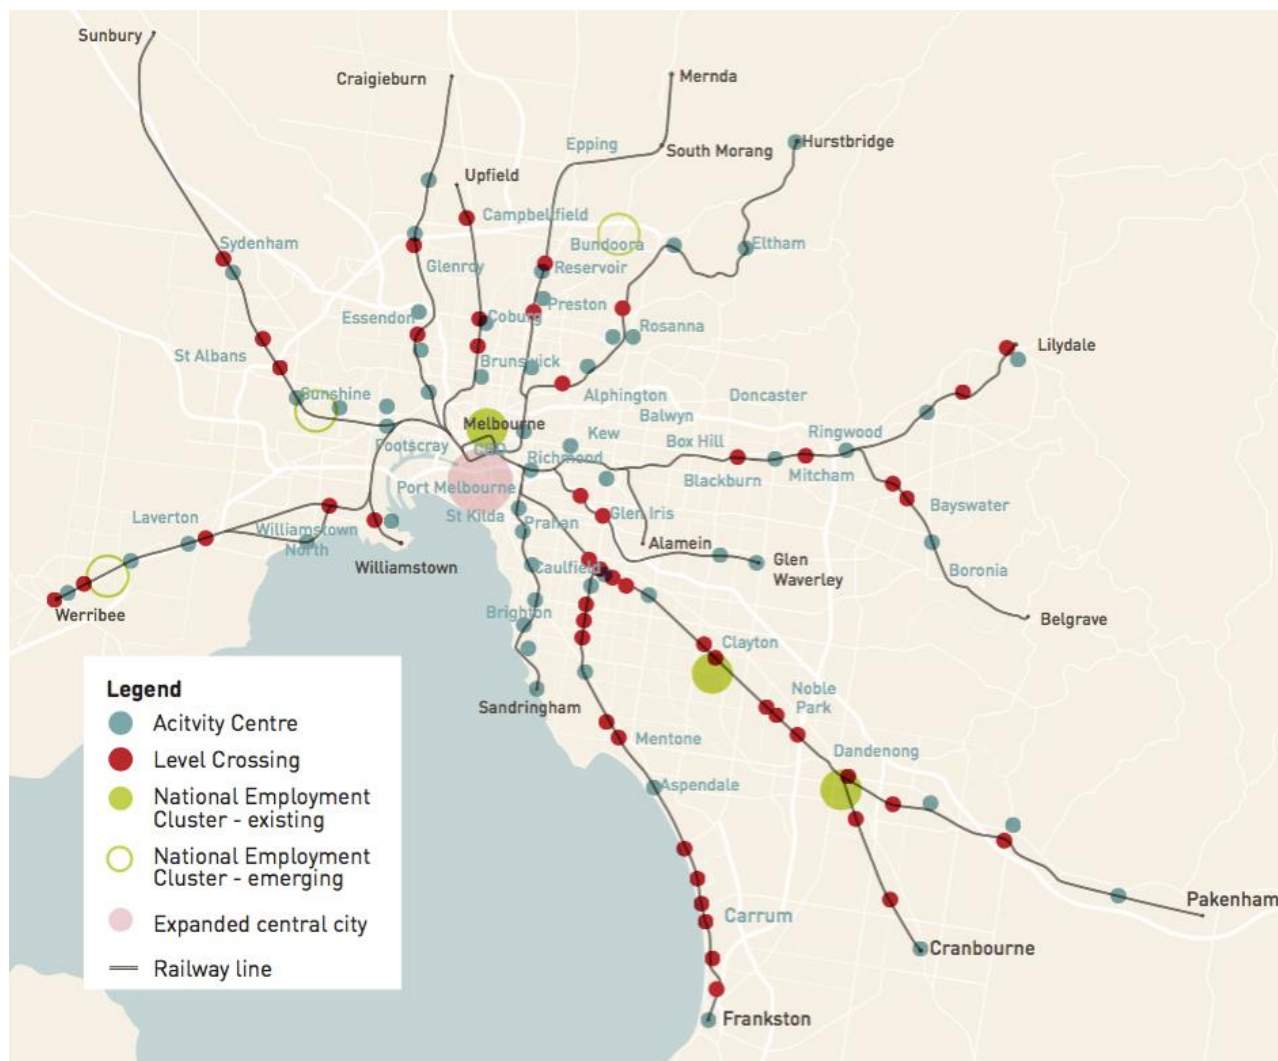 Sunbury
Craigieburn
Mernda
Epping
South Morang
Hurstbridge
Upfield
Campbellfield
Sydenham
Bundoora
Eltham
Glenroy
Reservoir
Preston
Essendon
Coburg
Rosanna
St Albans
Brunswick
Lilydale
Sunshine
Alphington
Doncaster
Balwyn
Melbourne
Kew
Ringwood
Footscray
CBD
Box Hill
Richmond
Mitcham
Port Melbourne
Blackburn
Laverton
St Kilda
Prahan
Glen Iris
Bayswater
Williamstown
North
Alamein
Williamstown
Caulfield
Glen
Waverley
Boronia
Werribee
Brighton
Belgrave
Clayton
Sandringham
Noble
Park
Mentone
Dandenong
Aspendale
Carrum
Pakenham
Cranbourne
Frankston
Legend
Acitvity Centre
Level Crossing
National Employment
Cluster - existing
National Employment
Cluster - emerging
Expanded central city
Railway line